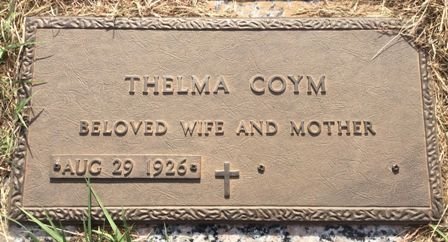 THELMA COYM
BELOVED WIFE AND MOTHER
AUG 29 1926